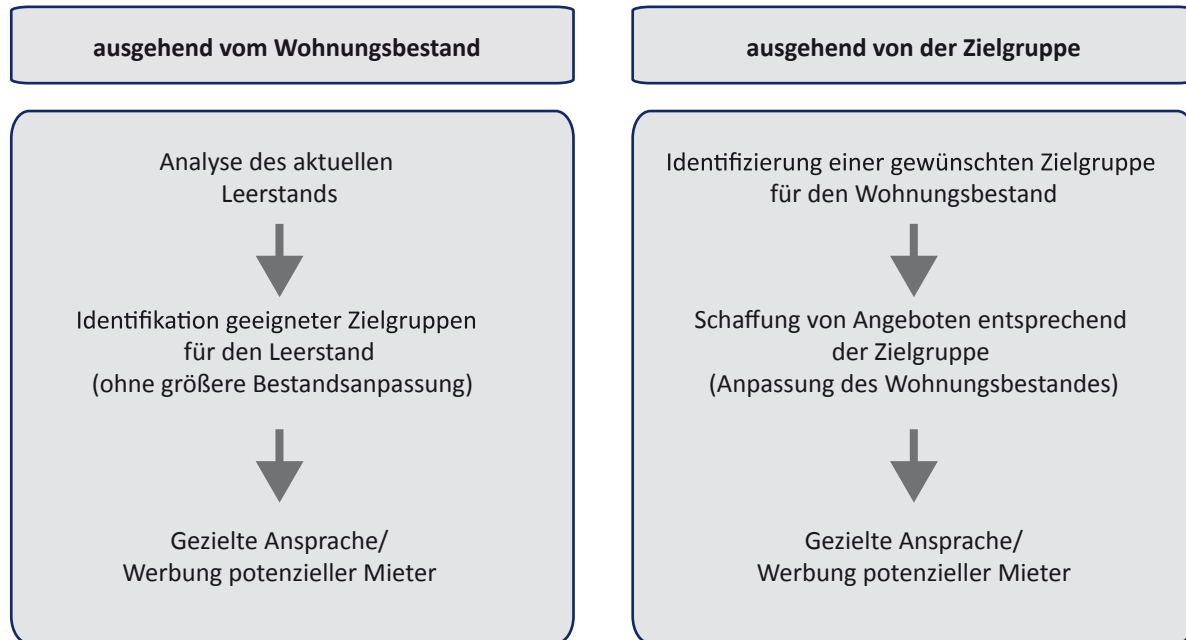 ausgehend vom Wohnungsbestand
Analyse des aktuellen
Leerstands
Identifikation geeigneter Zielgruppen
für den Leerstand
(ohne größere Bestandsanpassung)
Gezielte Ansprache/
Werbung potenzieller Mieter
ausgehend von der Zielgruppe
Identifizierung einer gewünschten Zielgruppe
für den Wohnungsbestand
Schaffung von Angeboten entsprechend
der Zielgruppe
(Anpassung des Wohnungsbestandes)
Gezielte Ansprache/
Werbung potenzieller Mieter